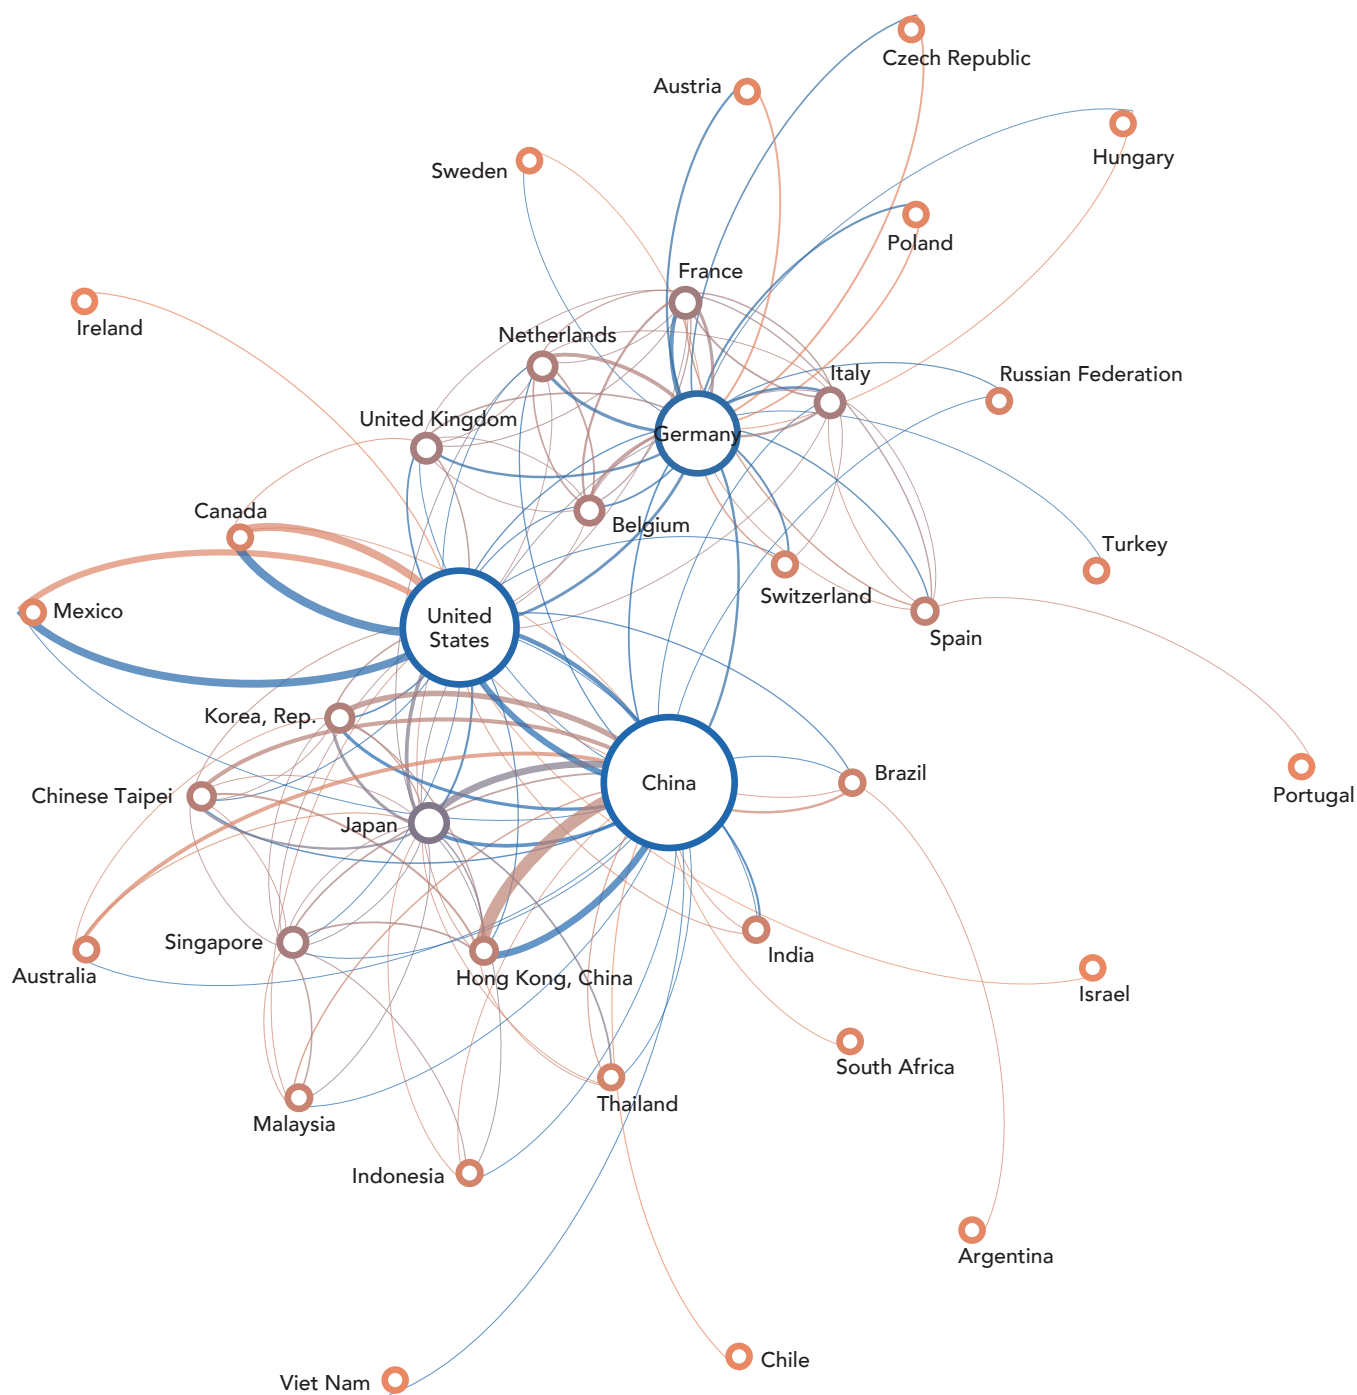 Czech Republic
Austria
Hungary
Sweden
Poland
France
Ireland
Netherlands
Italy
Russian Federation
United Kingdom
Germany
Canada
Belgium
Turkey
Switzerland
Mexico
United
States
Spain
Korea, Rep.
Brazil
China
Chinese Taipei
Portugal
Japan
Singapore
India
Australia
Hong Kong, China
Israel
South Africa
Thailand
Malaysia
Indonesia
Argentina
Chile
Viet Nam